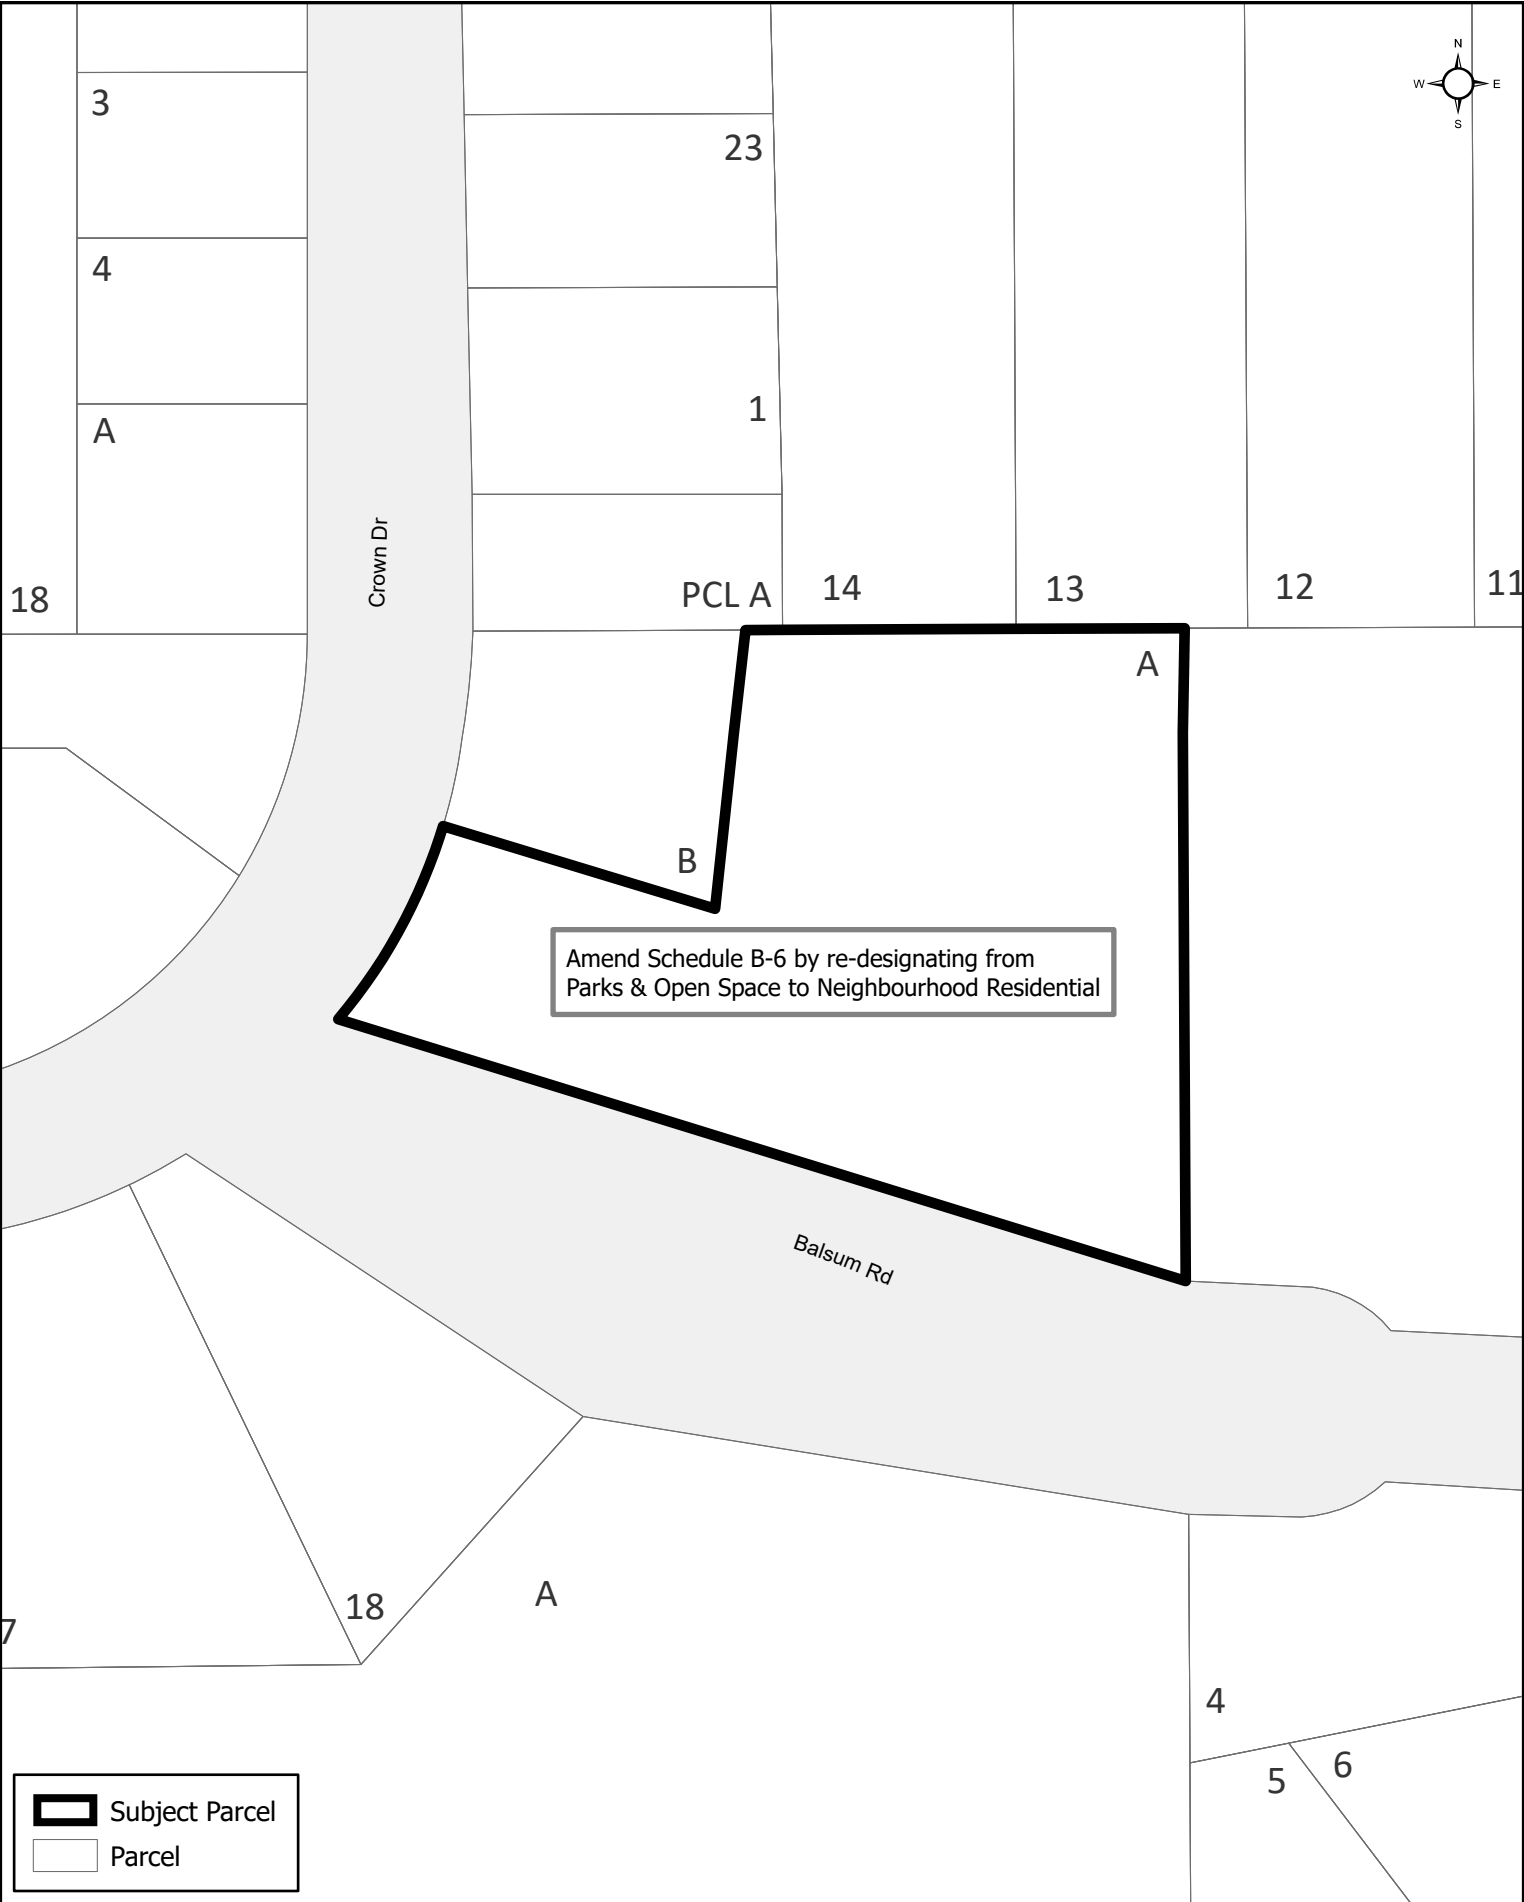 N
W E
S
3
23
4
1
A
Crown Dr
18
PCL A
14
13
12
11
A
B
Amend Schedule B-6 by re-designating from
Parks & Open Space to Neighbourhood Residential
Balsum Rd
18
A
7
4
5
6
Subject Parcel
Parcel